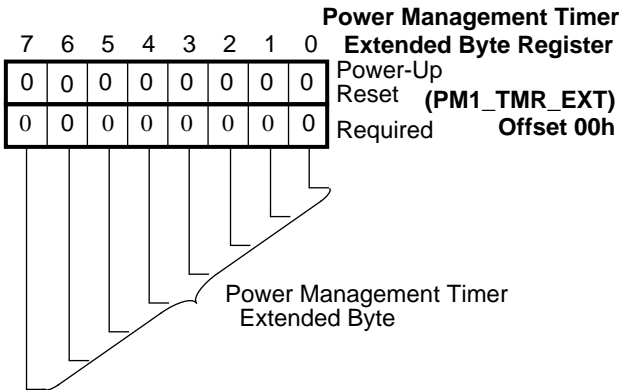 Power Management Timer
7 6 5 4 3 2 1 0 Extended Byte Register
0 0 0 0 0 0 0 0 Power-Up
Reset (PM1_TMR_EXT)
0 0 0 0 0 0 0 0 Required Offset 00h
Power Management Timer
Extended Byte